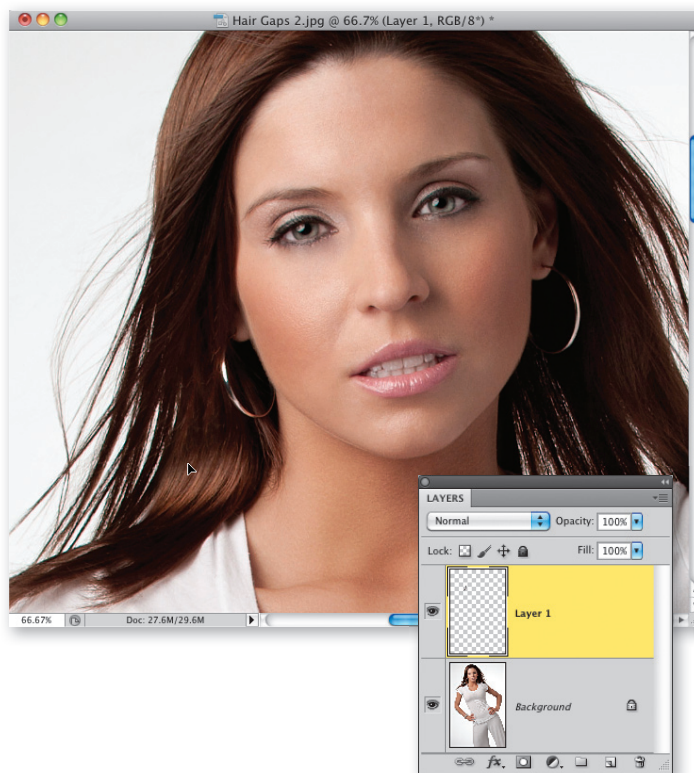 Hair Gaps 2.jpg @ 66.7% (Layer 1, RGB/8*) *
66.67% Doc: 27.6M/29.6M
LAYERS
Normal Opacity: 100%
Lock: Fill: 100%
Layer 1
Background
fx